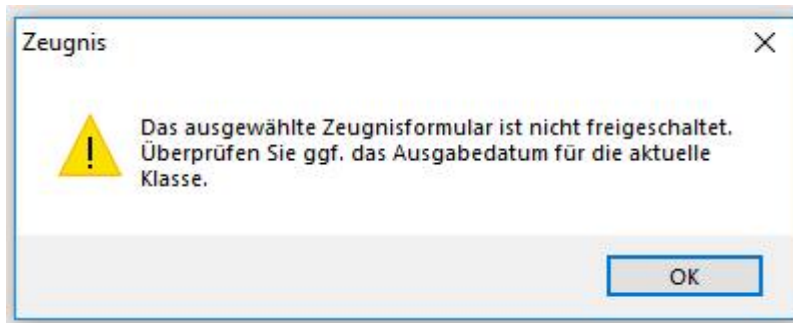 Zeugnis
Das ausgewählte Zeugnisformular ist nicht freigeschaltet.
Überprüfen Sie ggf. das Ausgabedatum für die aktuelle
Klasse.
OK